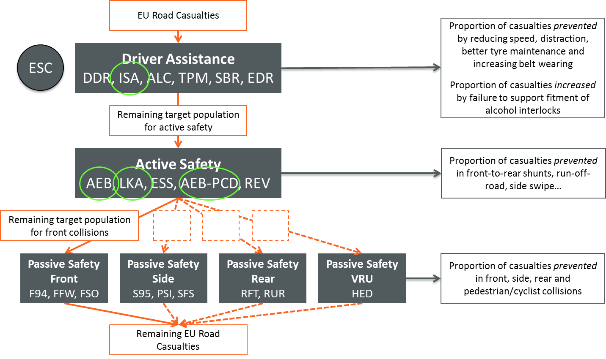 EU Road Casualties
ESC
Driver Assistance
DDR, ISA, ALC, TPM, SBR, EDR
Proportion of casualties prevented
by reducing speed, distraction,
better tyre maintenance and
increasing belt wearing
Proportion of casualties increased
by failure to support fitment of
alcohol interlocks
Remaining target population
for active safety
Active Safety
AEB, LKA, ESS, AEB-PCD, REV
Proportion of casualties prevented
in front-to-rear shunts, run-off-
road, side swipe...
Remaining target population
for front collisions
Passive Safety
Front
F94, FFW, FSO
Passive Safety
Side
S95, PSI, SFS
Passive Safety
Rear
RFT, RUR
Passive Safety
VRU
HED
Proportion of casualties prevented
in front, side, rear and
pedestrian/cyclist collisions
Remaining EU Road
Casualties